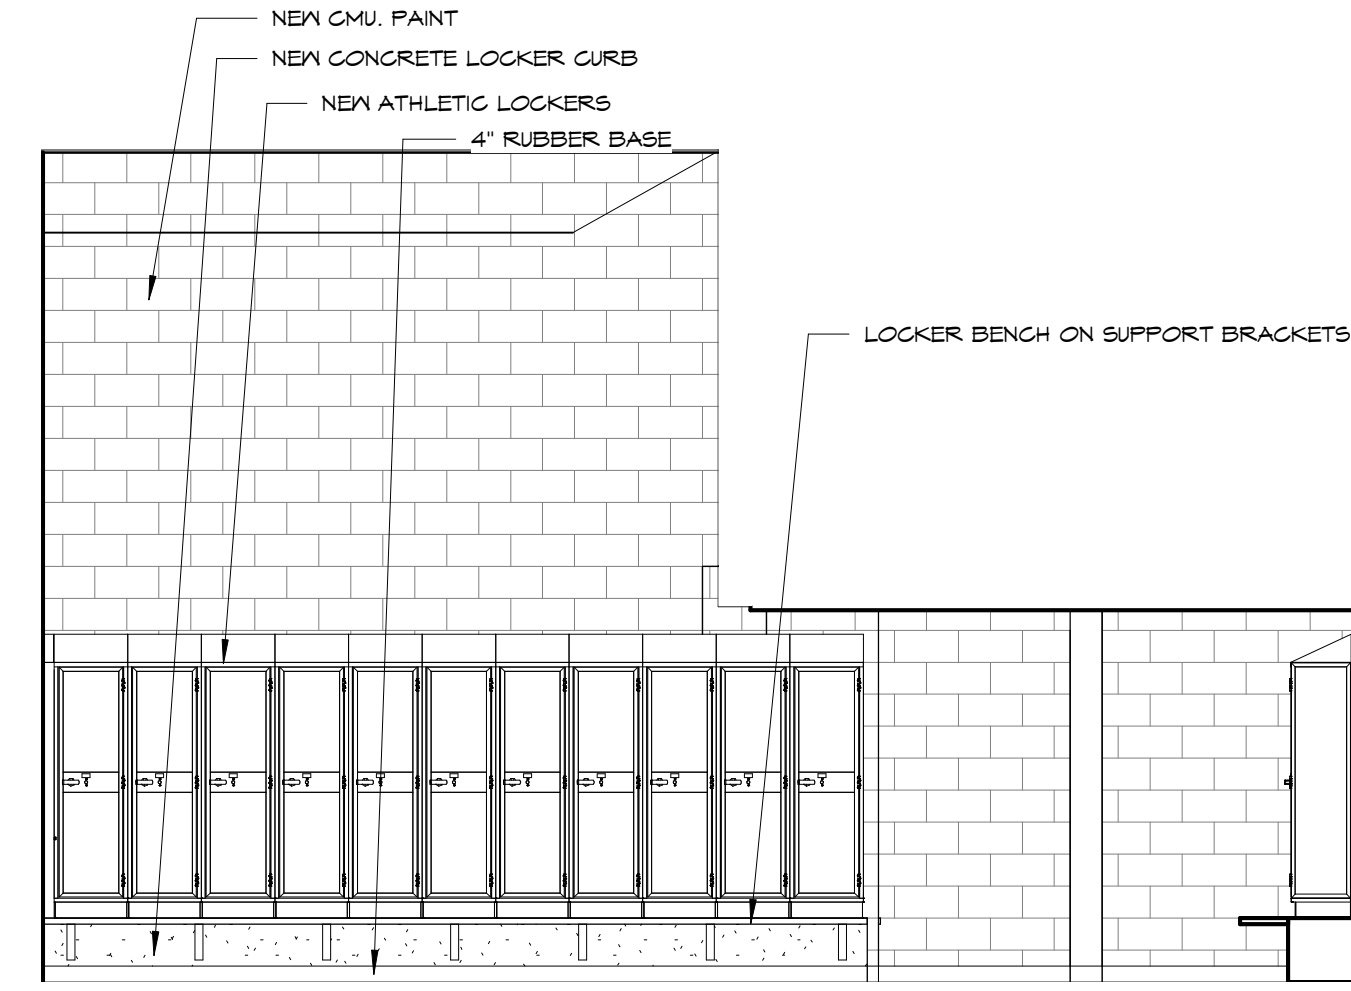 NEW CMU. PAINT
NEW CONCRETE LOCKER CURB
NEW ATHLETIC LOCKERS
4" RUBBER BASE
LOCKER BENCH ON SUPPORT BRACKETS